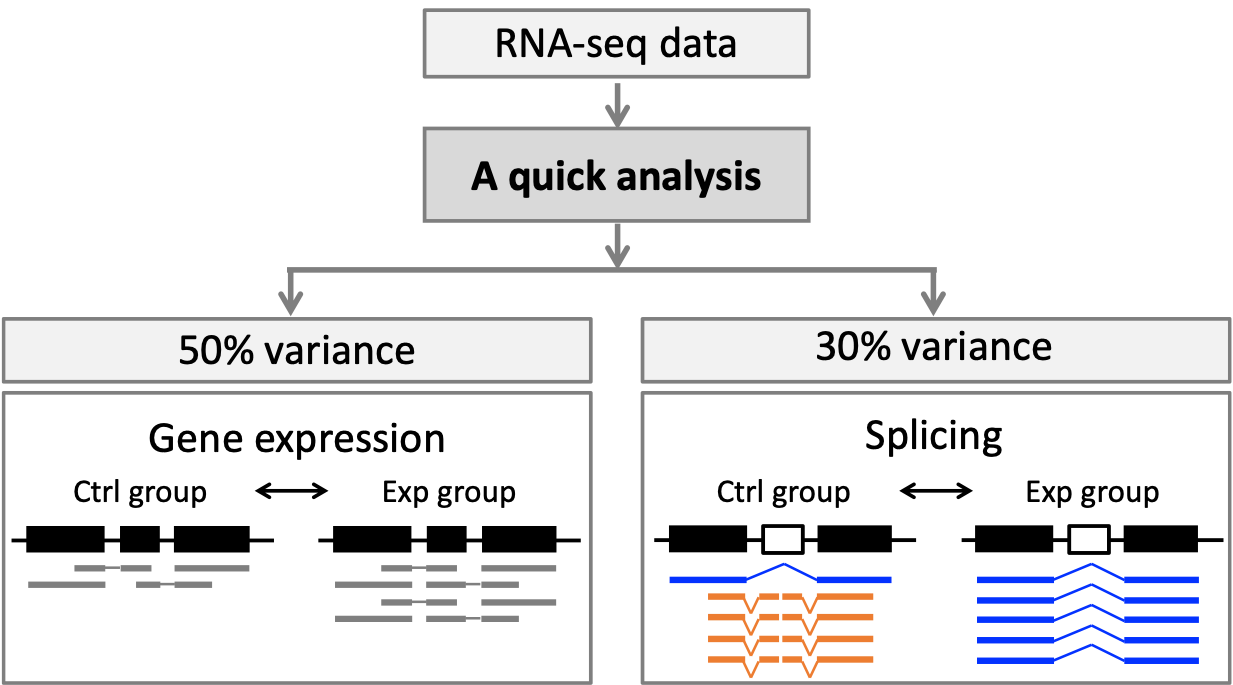 RNA-seq data
A quick analysis
50% variance
30% variance
Gene expression
Ctrl group
Exp group
Splicing
Ctrl group
Exp group